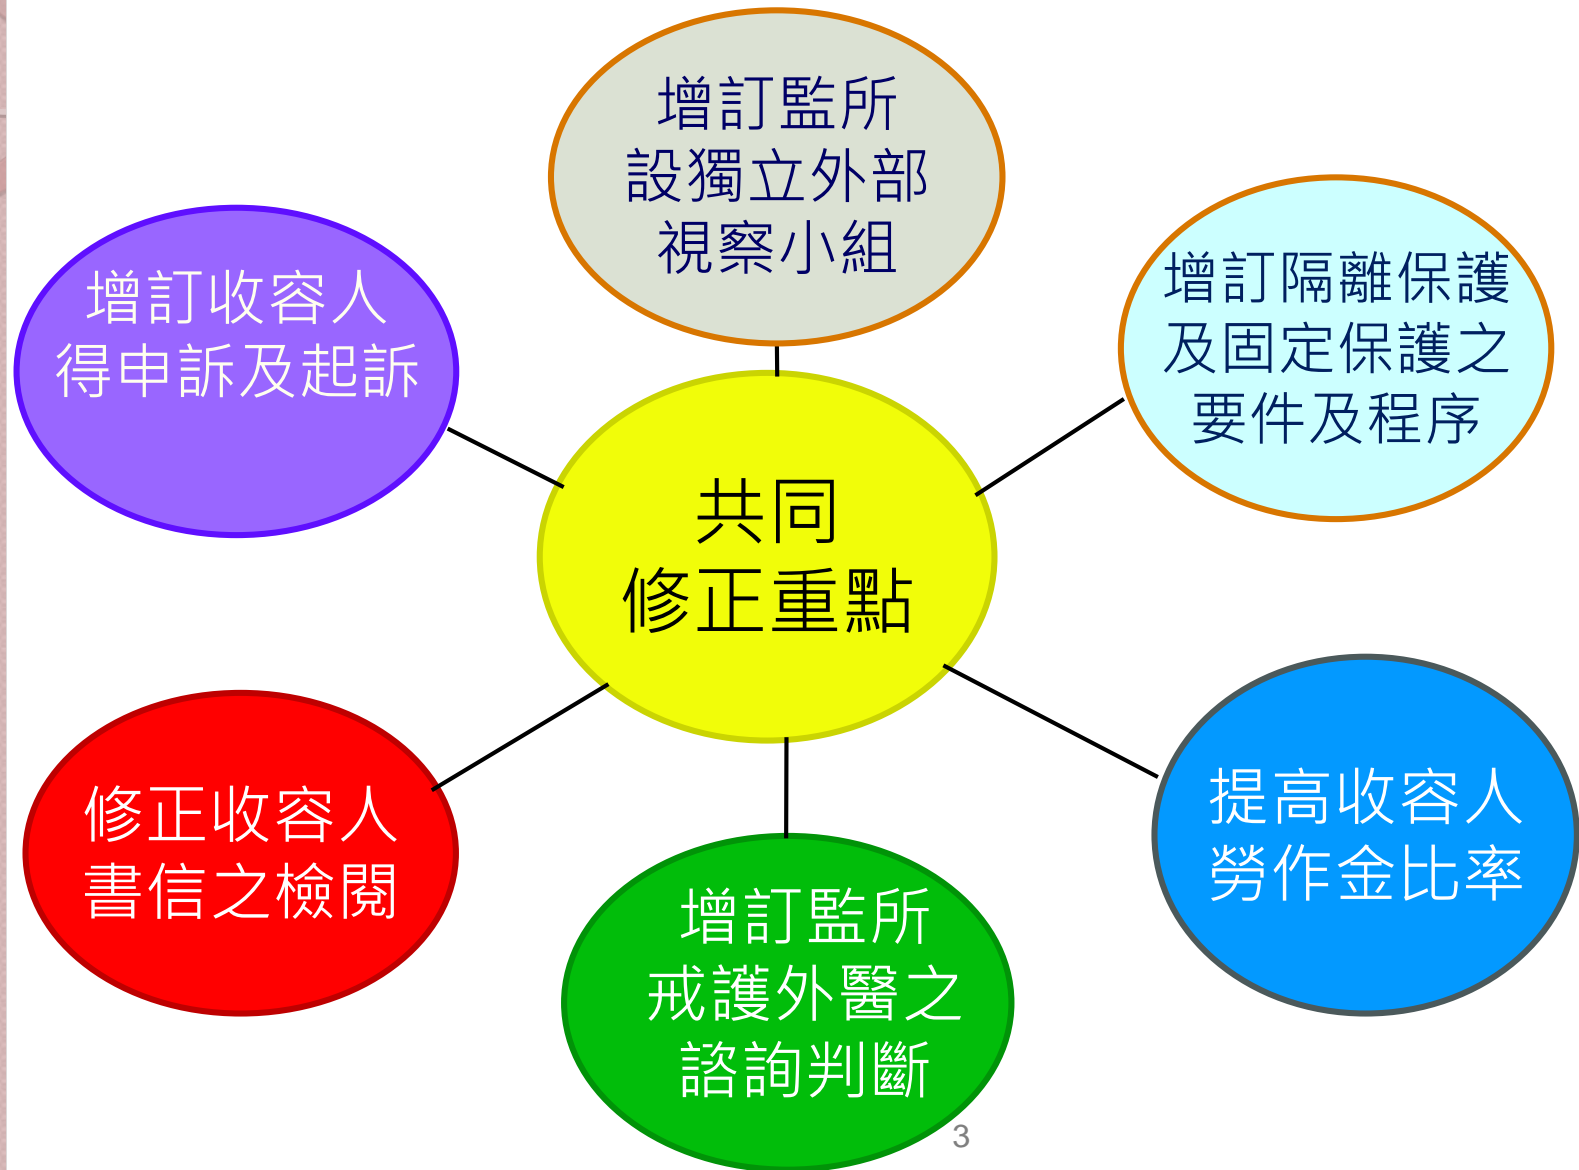 增訂監所
設獨立外部
視察小組
增訂收容人
得申訴及起訴
增訂隔離保護
及固定保護之
要件及程序
共同
修正重點
修正收容人
書信之檢閱
提高收容人
勞作金比率
增訂監所
戒護外醫之
諮詢判斷
3